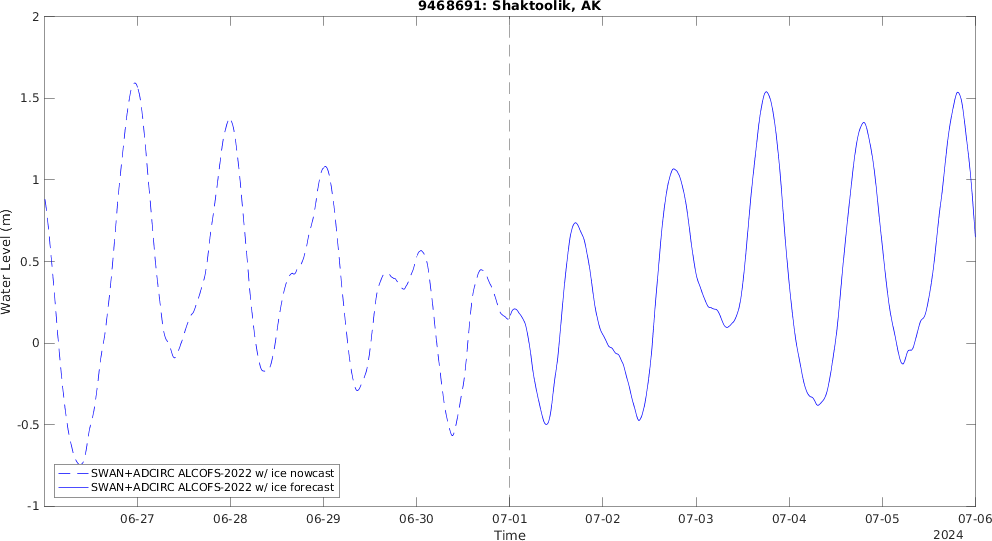 9468691: Shaktoolik, AK
2
1.5
1
0.5
0
-0.5
-1
Water Level (m)
SWAN+ADCIRC ALCOFS-2022 w/ ice nowcast
SWAN+ADCIRC ALCOFS-2022 w/ ice forecast
06-27 06-28 06-29 06-30 07-01 07-02 07-03 07-04 07-05 07-06
Time
2024